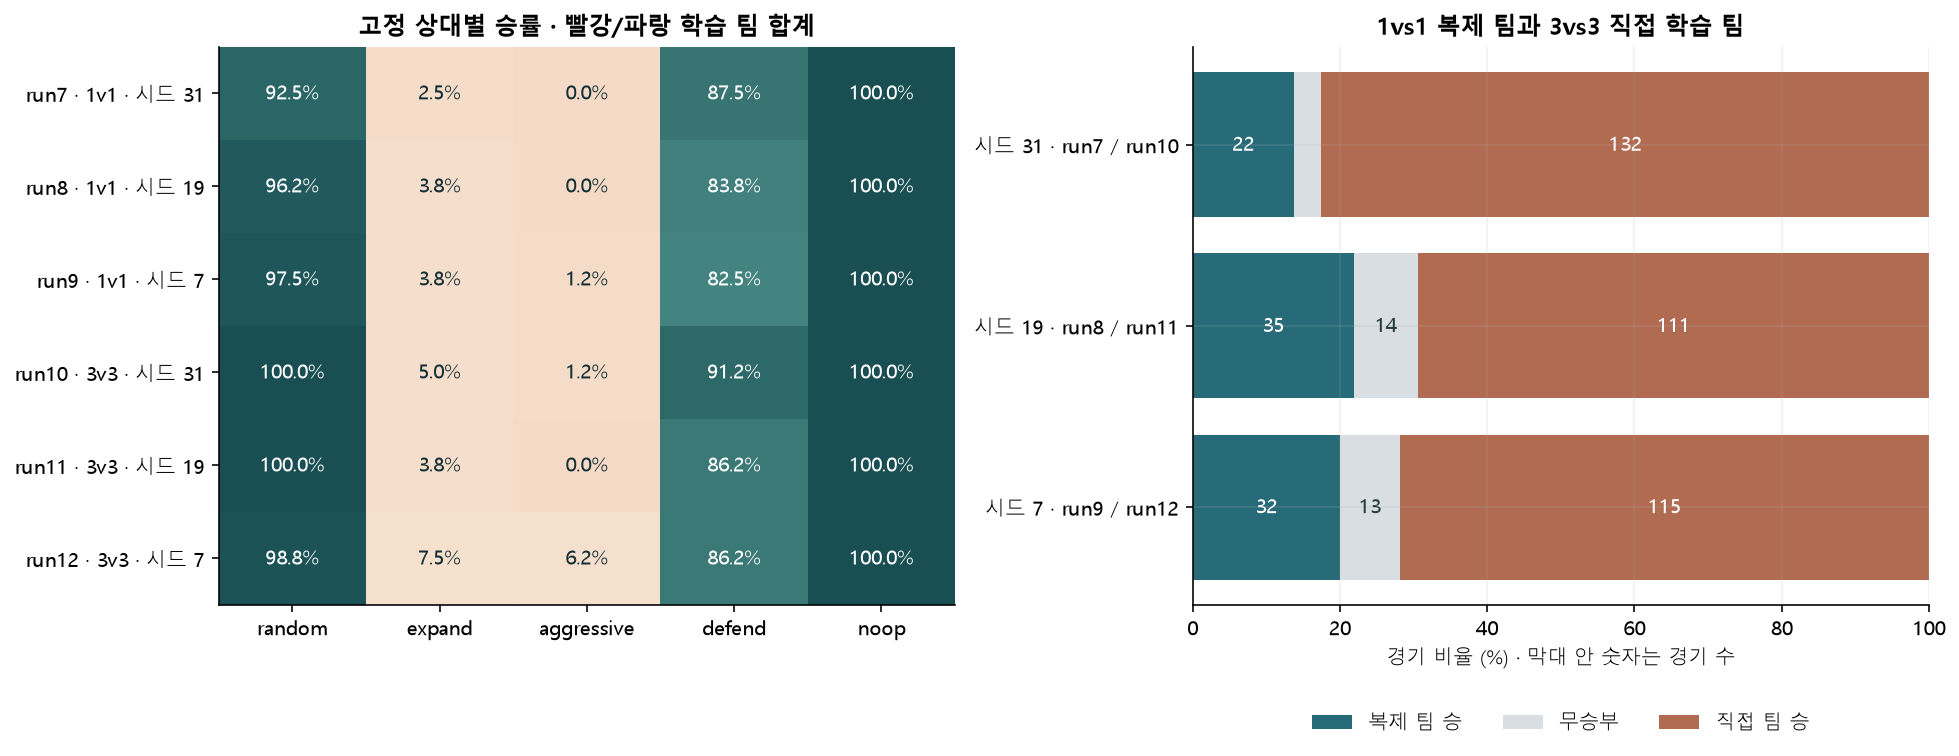 고정 상대별 승률 · 빨강/파랑 학습 팀 합계
run7 · 1v1 · 시드 31
92.5% 2.5% 0.0% 87.5% 100.0%
run8 · 1v1 · 시드 19
96.2% 3.8% 0.0% 83.8% 100.0%
run9 · 1v1 · 시드 7
97.5% 3.8% 1.2% 82.5% 100.0%
run10 · 3v3 · 시드 31
100.0% 5.0% 1.2% 91.2% 100.0%
run11 · 3v3 · 시드 19
100.0% 3.8% 0.0% 86.2% 100.0%
run12 · 3v3 · 시드 7
98.8% 7.5% 6.2% 86.2% 100.0%
random expand aggressive defend noop
1vs1 복제 팀과 3vs3 직접 학습 팀
시드 31 · run7 / run10
22 132
시드 19 · run8 / run11
35 14 111
시드 7 · run9 / run12
32 13 115
0 20 40 60 80 100
경기 비율 (%) · 막대 안 숫자는 경기 수
복제 팀 승 무승부 직접 팀 승